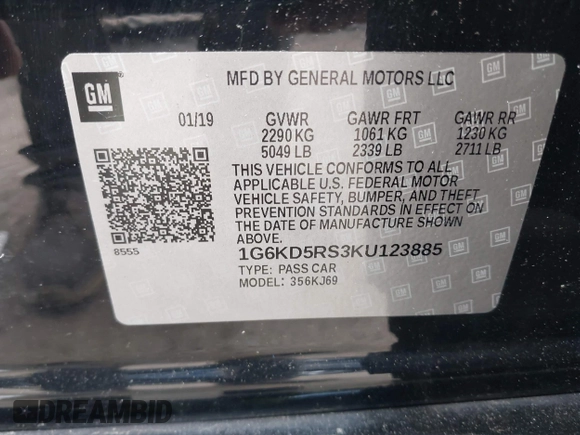 GM
MFD BY GENERAL MOTORS LLC
01/19 GVWR GAWR FRT GAWR RR
2290 KG 1061 KG 1230 KG
5049 LB 2339 LB 2711 LB
THIS VEHICLE CONFORMS TO ALL
APPLICABLE U.S. FEDERAL MOTOR
VEHICLE SAFETY, BUMPER, AND THEFT
PREVENTION STANDARDS IN EFFECT ON
THE DATE OF MANUFACTURE SHOWN
ABOVE.
8555
1G6KD5RS3KU123885
TYPE: PASS CAR
MODEL: 356KJ69
DREAMBID